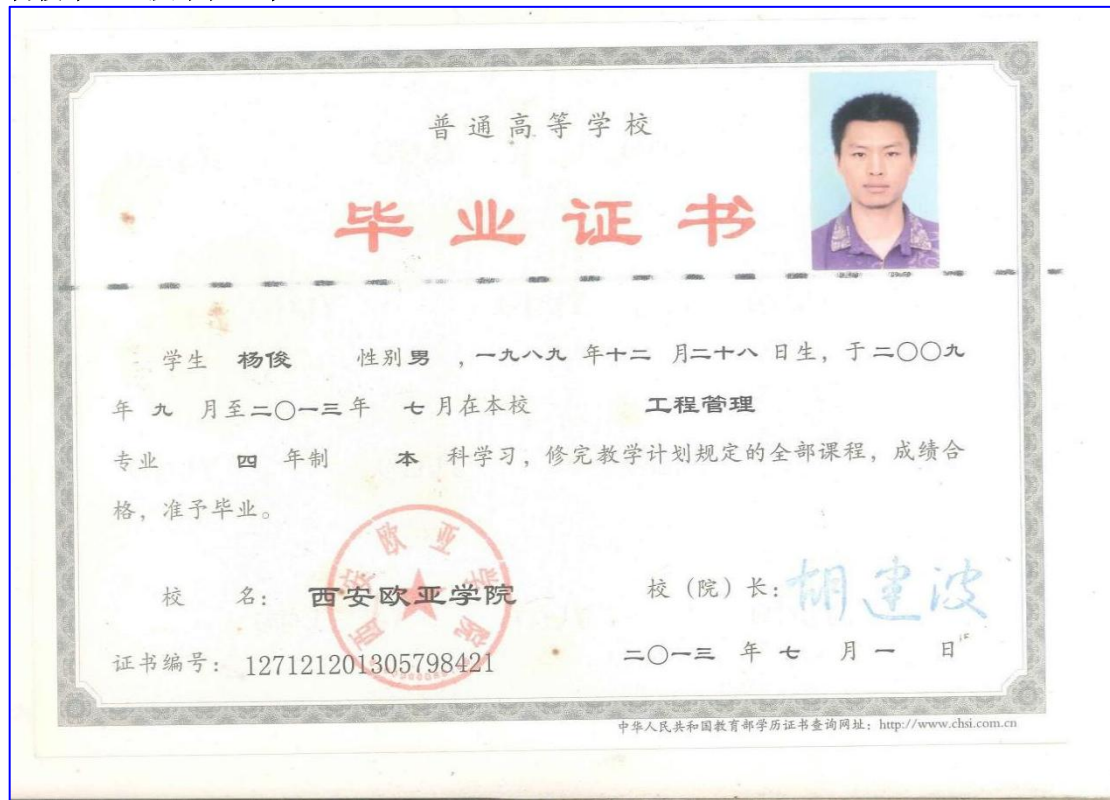 普通高等学校
毕业证书
学生 杨俊 性别男，一九八九 年十二 月二十八 日生，于二〇〇九
年 九 月至二〇一三年 七月在本校 工程管理
专业 四 年制 本 科学习，修完教学计划规定的全部课程，成绩合
格，准予毕业。
西安欧亚学院
校 名：西安欧亚学院
校（院）长：胡建波
证书编号：127121201305798421
二〇一三 年 七 月 一 日
中华人民共和国教育部学历证书查询网址：http://www.chsi.com.cn